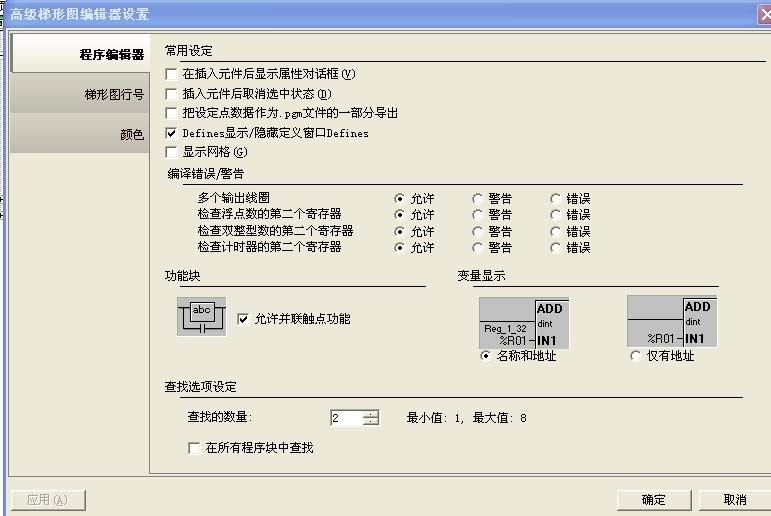 高级梯形图编辑器设置
程序编辑器
梯形图行号
颜色
常用设定
在插入元件后显示属性对话框(V)
插入元件后取消选中状态(D)
把设定点数据作为.pgm文件的一部分导出
Defines显示/隐藏定义窗口Defines
显示网格(G)
编译错误/警告
多个输出线圈 允许 警告 错误
检查浮点数的第二个寄存器 允许 警告 错误
检查双整型数的第二个寄存器 允许 警告 错误
检查计时器的第二个寄存器 允许 警告 错误
功能块 变量显示
abc
允许并联触点功能
ADD
dint
Reg_1_32
%R01 IN1
名称和地址
ADD
dint
%R01 IN1
仅有地址
查找选项设定
查找的数量: 2 最小值: 1, 最大值: 8
在所有程序块中查找
应用(A) 确定 取消